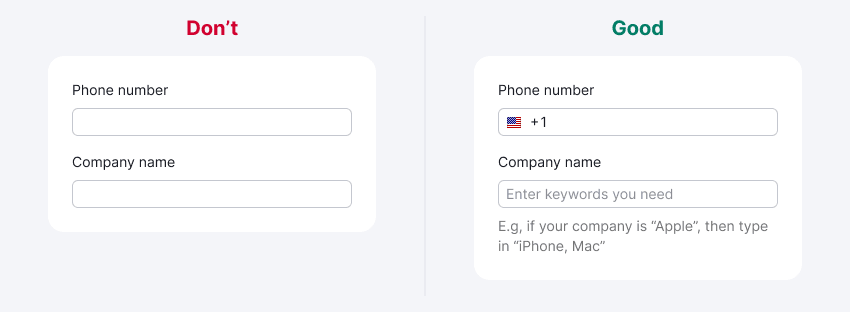 Don’t
Phone number
Company name
Good
Phone number
+1
Company name
Enter keywords you need
E.g, if your company is “Apple”, then type
in “iPhone, Mac”